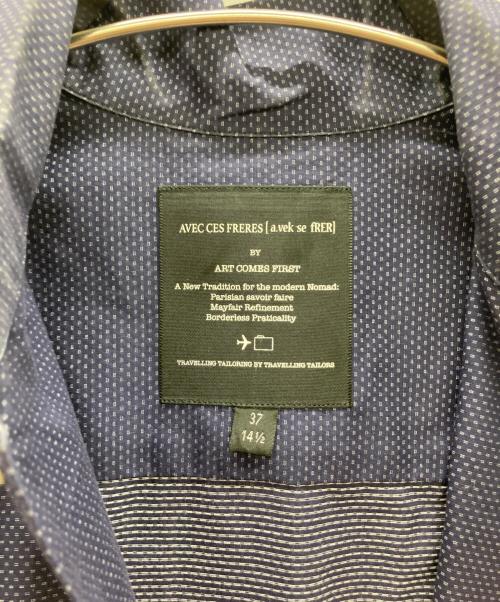 AVEC CES FRERES [a.vek se fRER]
BY
ART COMES FIRST
A New Tradition for the modern Nomad:
Parisian savoir faire
Mayfair Refinement
Borderless Praticality
TRAVELLING TAILORING BY TRAVELLING TAILORS
37
14½